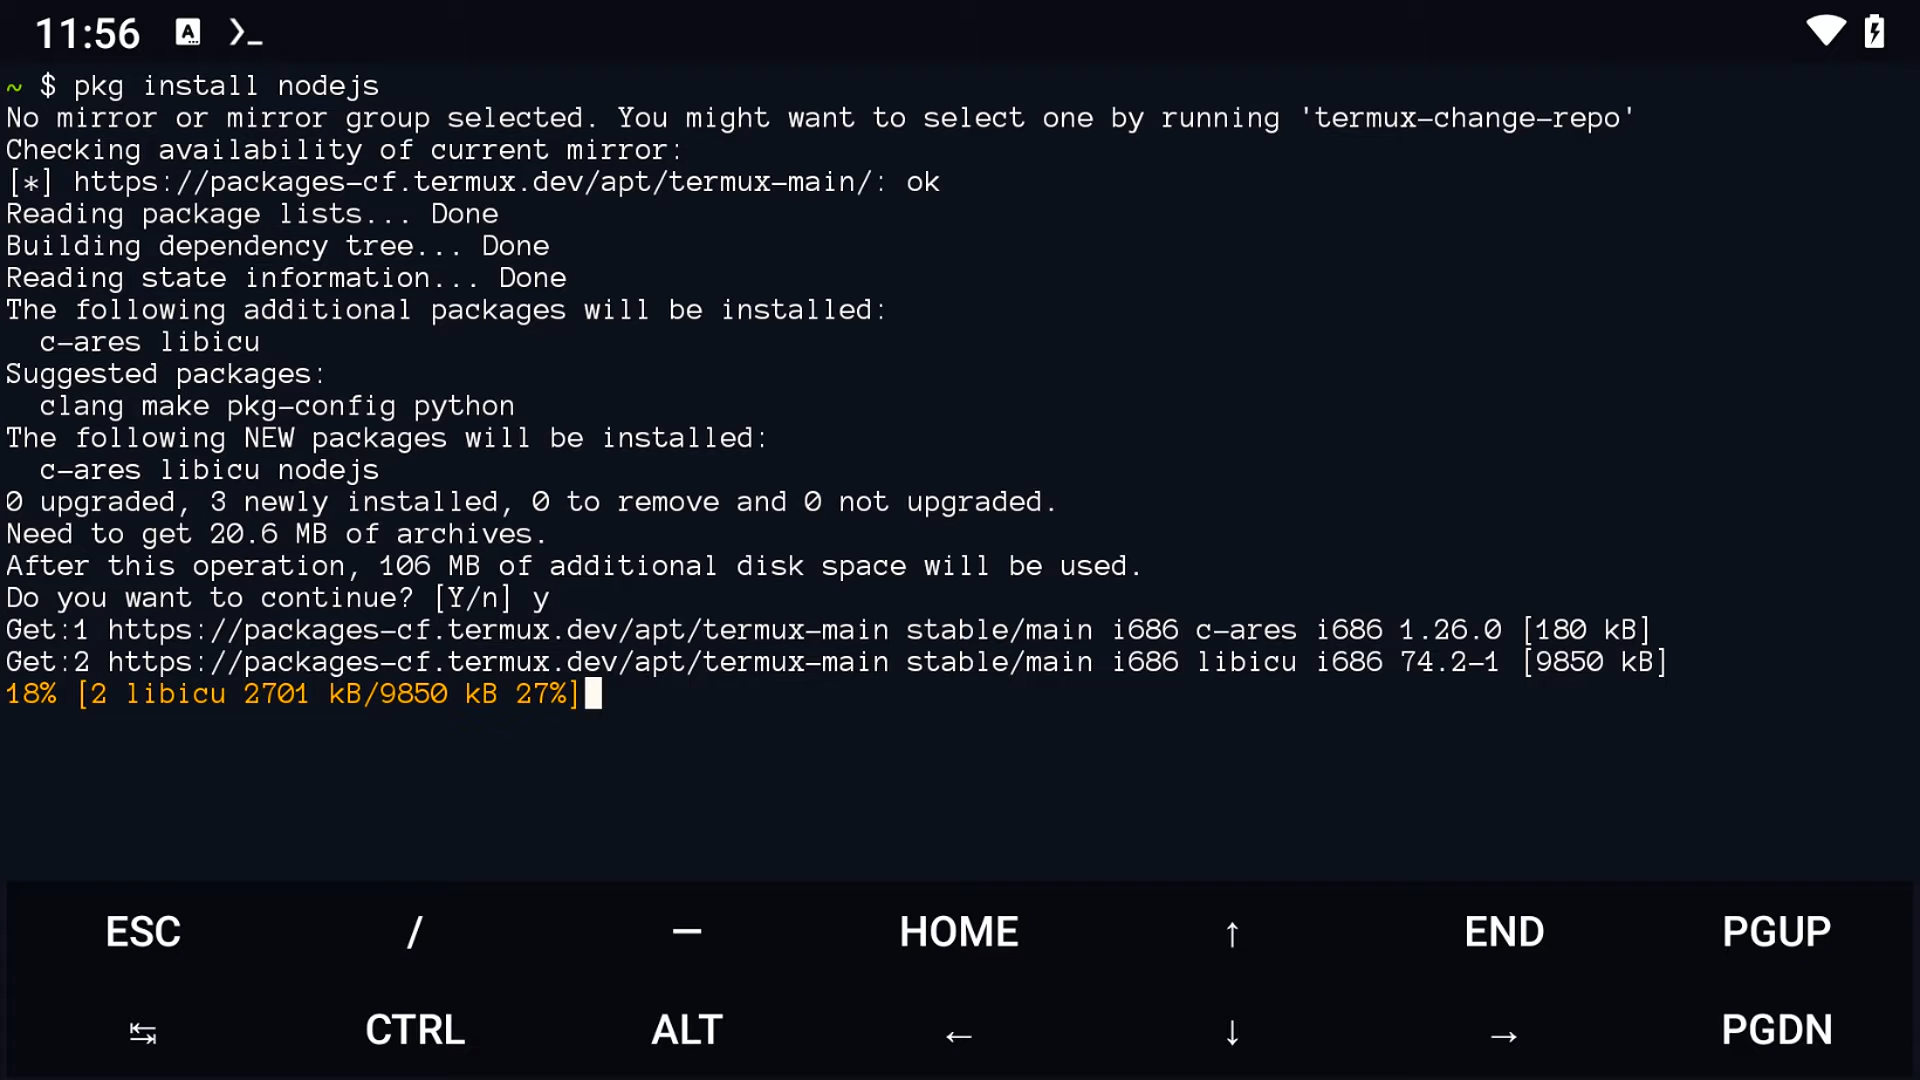 11:56 A >_
~ $ pkg install nodejs
No mirror or mirror group selected. You might want to select one by running 'termux-change-repo'
Checking availability of current mirror:
[*] https://packages-cf.termux.dev/apt/termux-main/: ok
Reading package lists... Done
Building dependency tree... Done
Reading state information... Done
The following additional packages will be installed:
  c-ares libicu
Suggested packages:
  clang make pkg-config python
The following NEW packages will be installed:
  c-ares libicu nodejs
0 upgraded, 3 newly installed, 0 to remove and 0 not upgraded.
Need to get 20.6 MB of archives.
After this operation, 106 MB of additional disk space will be used.
Do you want to continue? [Y/n] y
Get:1 https://packages-cf.termux.dev/apt/termux-main stable/main i686 c-ares i686 1.26.0 [180 kB]
Get:2 https://packages-cf.termux.dev/apt/termux-main stable/main i686 libicu i686 74.2-1 [9850 kB]
18% [2 libicu 2701 kB/9850 kB 27%]
ESC / — HOME ↑ END PGUP
↹ CTRL ALT ← ↓ → PGDN